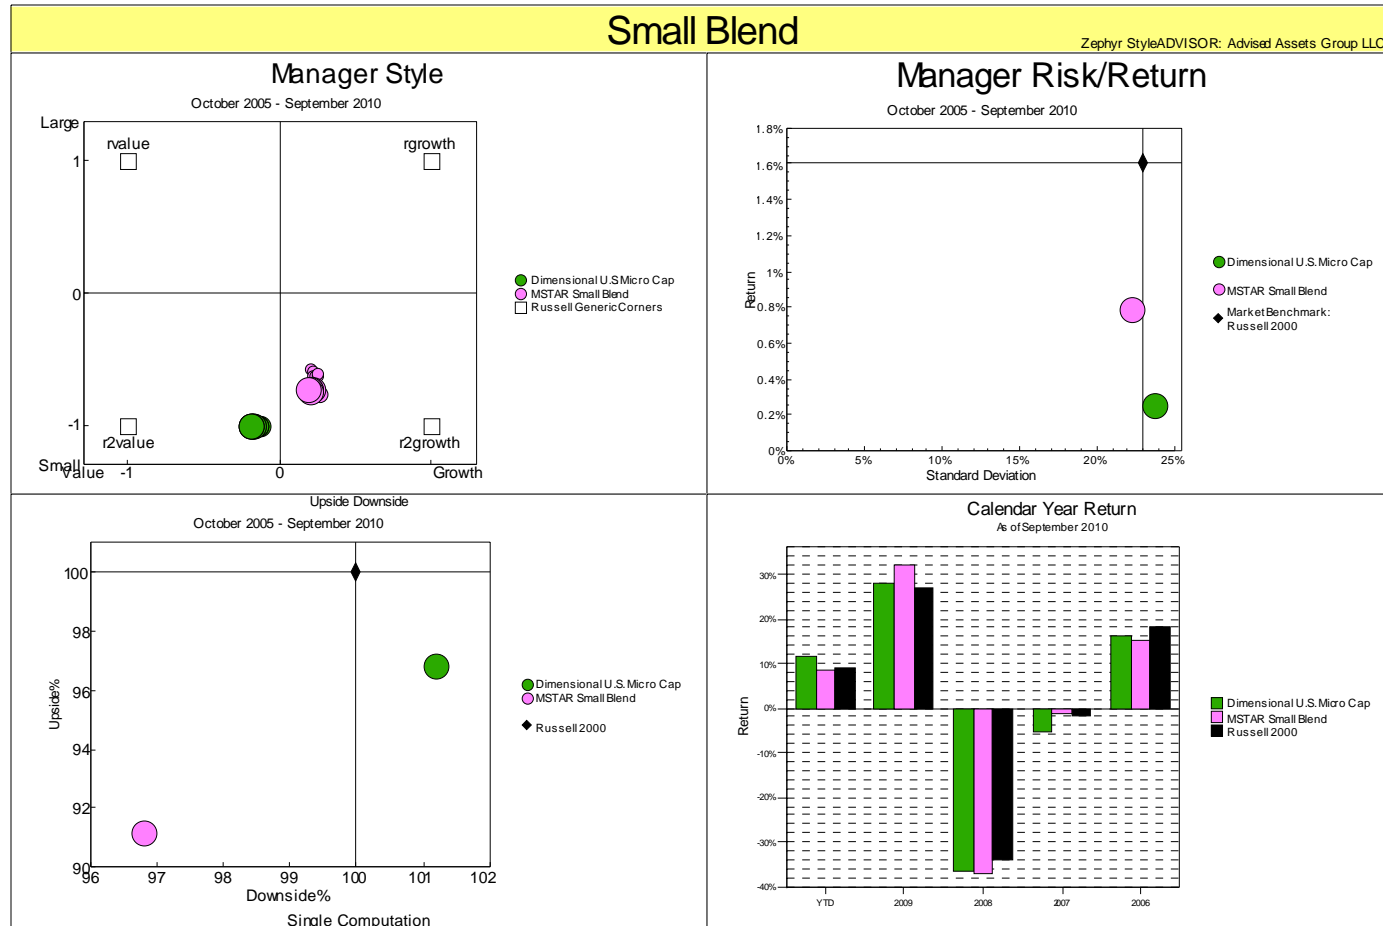 Small Blend
Zephyr StyleADVISOR: Advised Assets Group LLC
Manager Style
October 2005 - September 2010
Large
rvalue
rgrowth
1
0
-1
r2value
r2growth
Small
Value
-1
0
Growth
Dimensional U.S. Micro Cap
MSTAR Small Blend
Russell Generic Corners
Manager Risk/Return
October 2005 - September 2010
1.8%
1.6%
1.4%
1.2%
1%
0.8%
0.6%
0.4%
0.2%
0%
Return
0%
5%
10%
15%
20%
25%
Standard Deviation
Dimensional U.S. Micro Cap
MSTAR Small Blend
Market Benchmark:
Russell 2000
Upside Downside
October 2005 - September 2010
100
98
96
94
92
90
Upside%
96
97
98
99
100
101
102
Downside%
Dimensional U.S. Micro Cap
MSTAR Small Blend
Russell 2000
Single Computation
Calendar Year Return
As of September 2010
30%
20%
10%
0%
-10%
-20%
-30%
-40%
Return
YTD
2009
2008
2007
2006
Dimensional U.S. Micro Cap
MSTAR Small Blend
Russell 2000